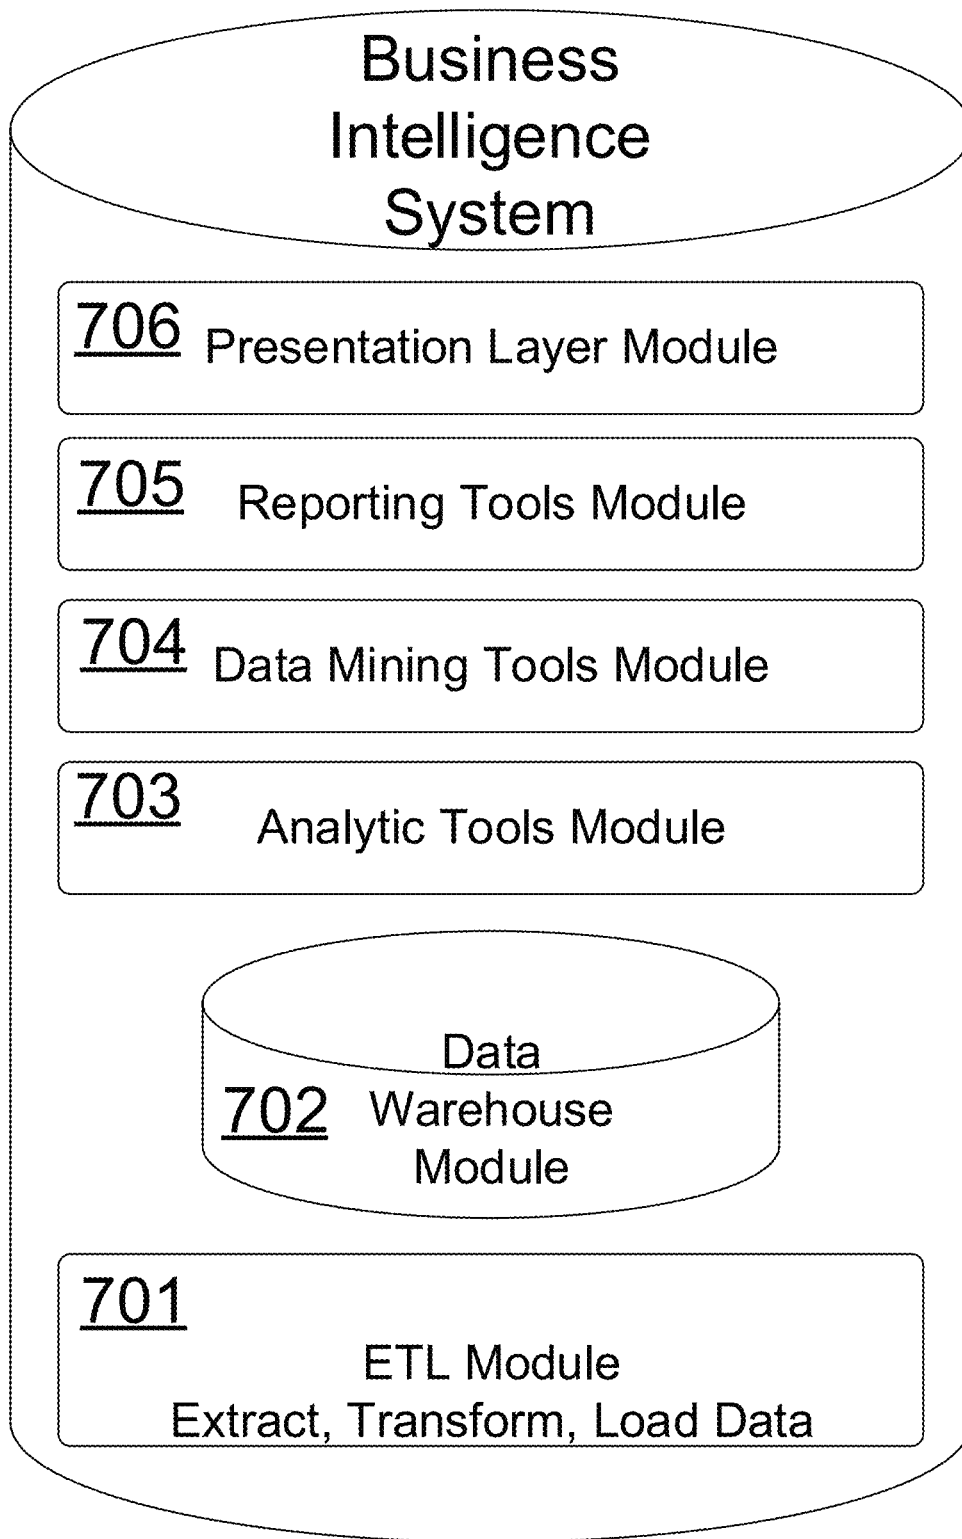 Business
Intelligence
System
706 Presentation Layer Module
705 Reporting Tools Module
704 Data Mining Tools Module
703 Analytic Tools Module
Data
702 Warehouse
Module
701
ETL Module
Extract, Transform, Load Data